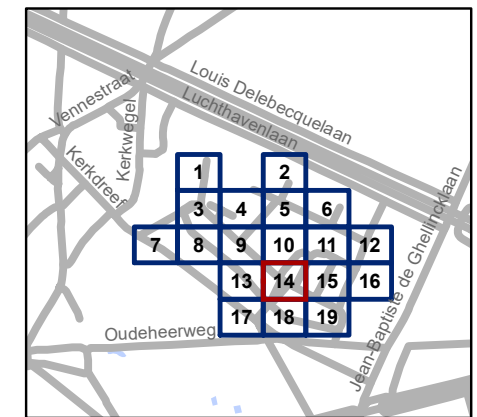 Louis Delebecquelaan
Luchthavenlaan
Vennestraat
Kerkwegel
Kerkdreef
1 2
3 4 5 6
7 8 9 10 11 12
13 14 15 16
17 18 19
Oudeheerweg
Jean-Baptiste de Ghellincklaan